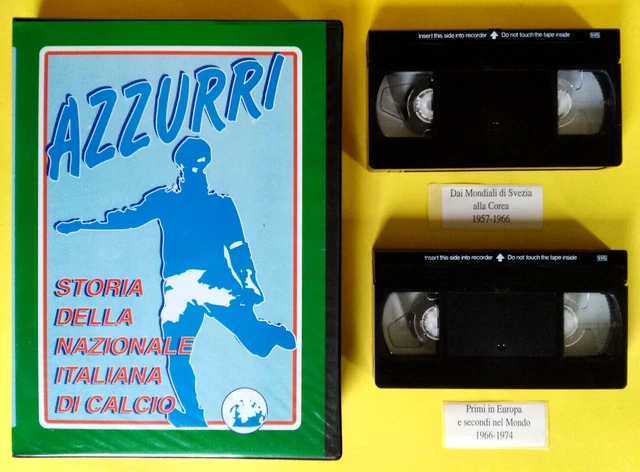 AZZURRI
STORIA
DELLA
NAZIONALE
ITALIANA
DI CALCIO
Insert this side into recorder Do not touch the tape inside
VHS
Dai Mondiali di Svezia
alla Corea
1957-1966
Insert this side into recorder Do not touch the tape inside
VHS
Primi in Europa
e secondi nel Mondo
1966-1974